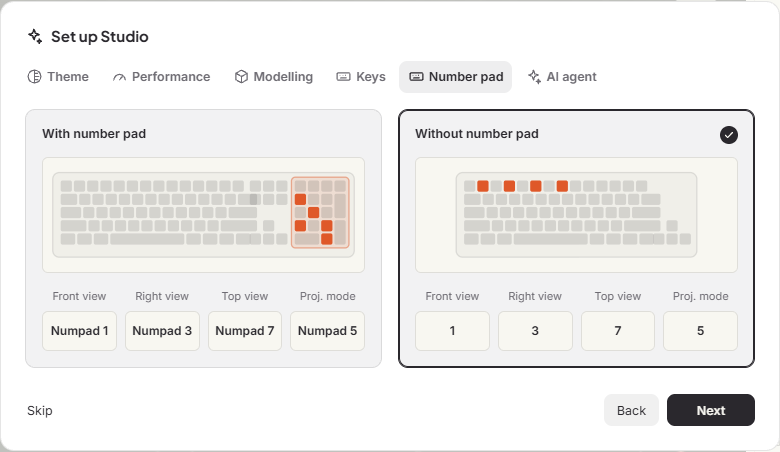 Set up Studio
Theme Performance Modelling Keys Number pad AI agent
With number pad
Front view Right view Top view Proj. mode
Numpad 1 Numpad 3 Numpad 7 Numpad 5
Without number pad
Front view Right view Top view Proj. mode
1 3 7 5
Skip Back Next